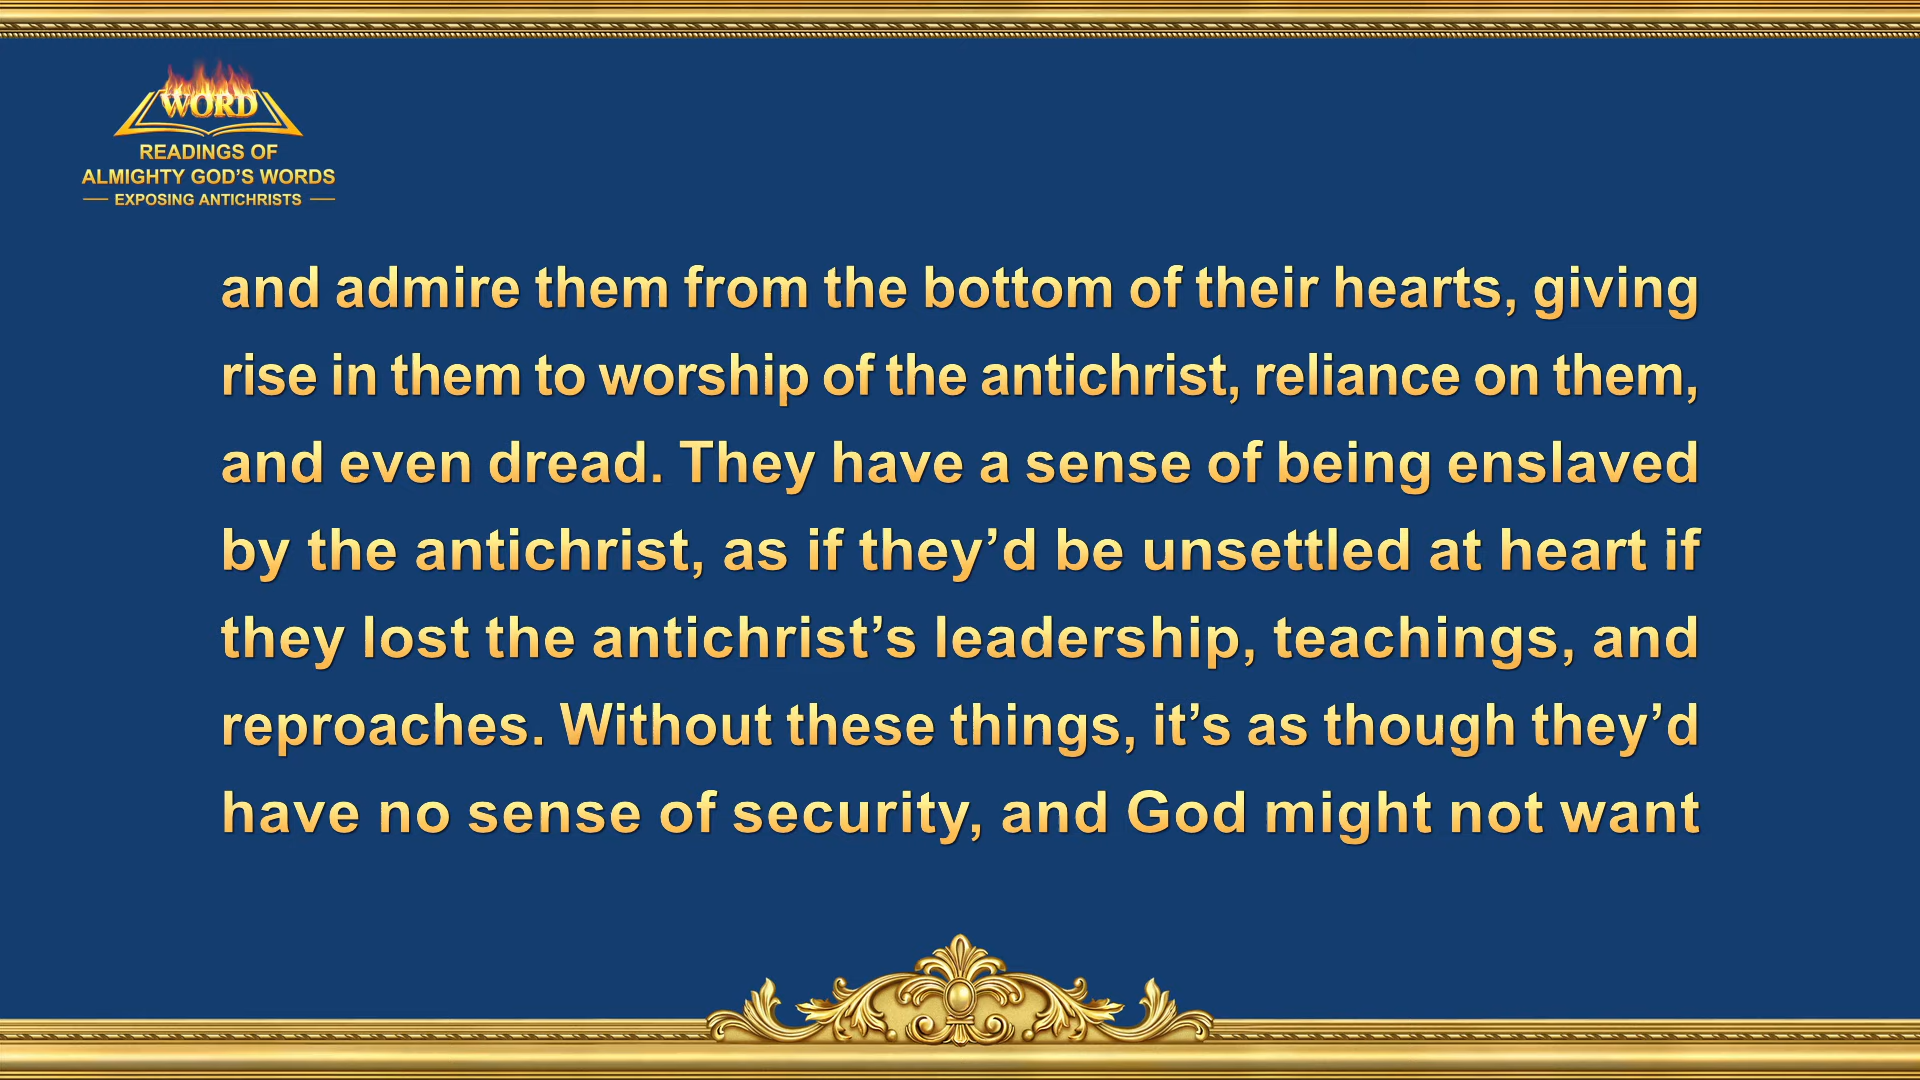 WORD
READINGS OF
ALMIGHTY GOD’S WORDS
EXPOSING ANTICHRISTS
and admire them from the bottom of their hearts, giving
rise in them to worship of the antichrist, reliance on them,
and even dread. They have a sense of being enslaved
by the antichrist, as if they’d be unsettled at heart if
they lost the antichrist’s leadership, teachings, and
reproaches. Without these things, it’s as though they’d
have no sense of security, and God might not want